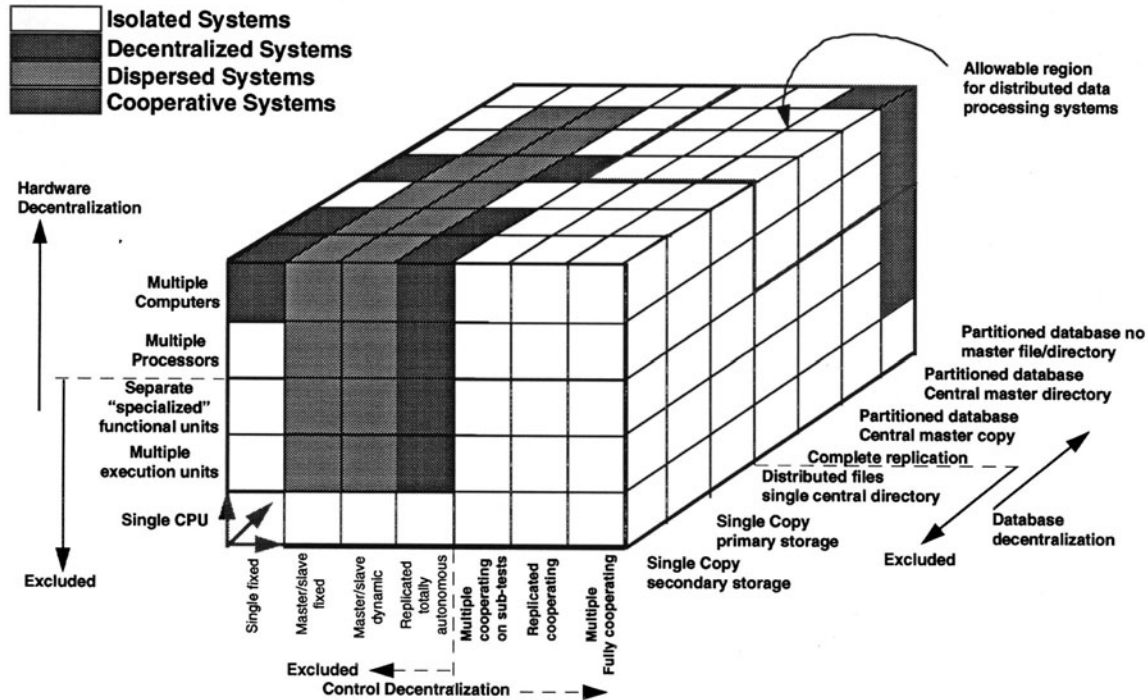 Isolated Systems
Decentralized Systems
Dispersed Systems
Cooperative Systems
Allowable region
for distributed data
processing systems
Hardware
Decentralization
Multiple
Computers
Multiple
Processors
Separate
“specialized”
functional units
Multiple
execution units
Single CPU
Excluded
Single fixed
Master/slave
fixed
Master/slave
dynamic
Replicated
totally
autonomous
Multiple
cooperating
on sub-tests
Replicated
cooperating
Multiple
Fully cooperating
Excluded
Control Decentralization
Partitioned database no
master file/directory
Partitioned database
Central master directory
Partitioned database
Central master copy
Complete replication
Distributed files
single central directory
Single Copy
primary storage
Single Copy
secondary storage
Database
decentralization
Excluded